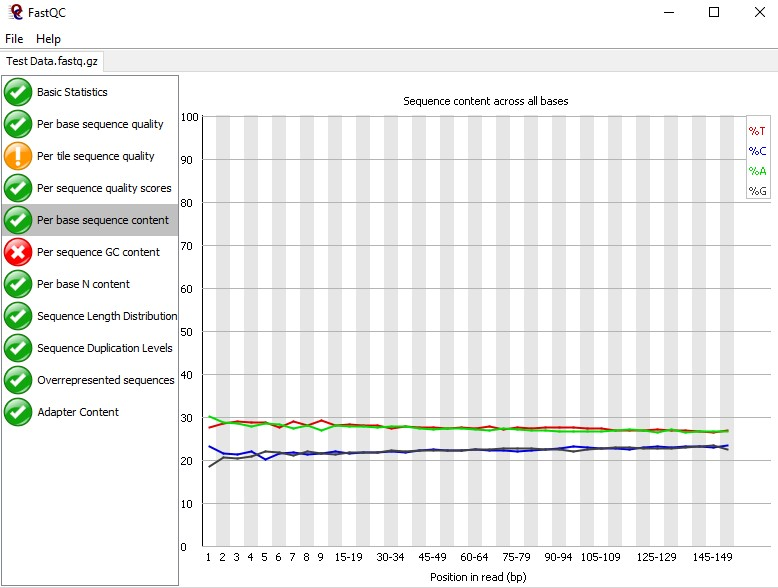 FastQC
File Help
Test Data.fastq.gz
Basic Statistics
Per base sequence quality
Per tile sequence quality
Per sequence quality scores
Per base sequence content
Per sequence GC content
Per base N content
Sequence Length Distribution
Sequence Duplication Levels
Overrepresented sequences
Adapter Content
Sequence content across all bases
100
90
80
70
60
50
40
30
20
10
0
%T
%C
%A
%G
1 2 3 4 5 6 7 8 9 15-19 30-34 45-49 60-64 75-79 90-94 105-109 125-129 145-149
Position in read (bp)